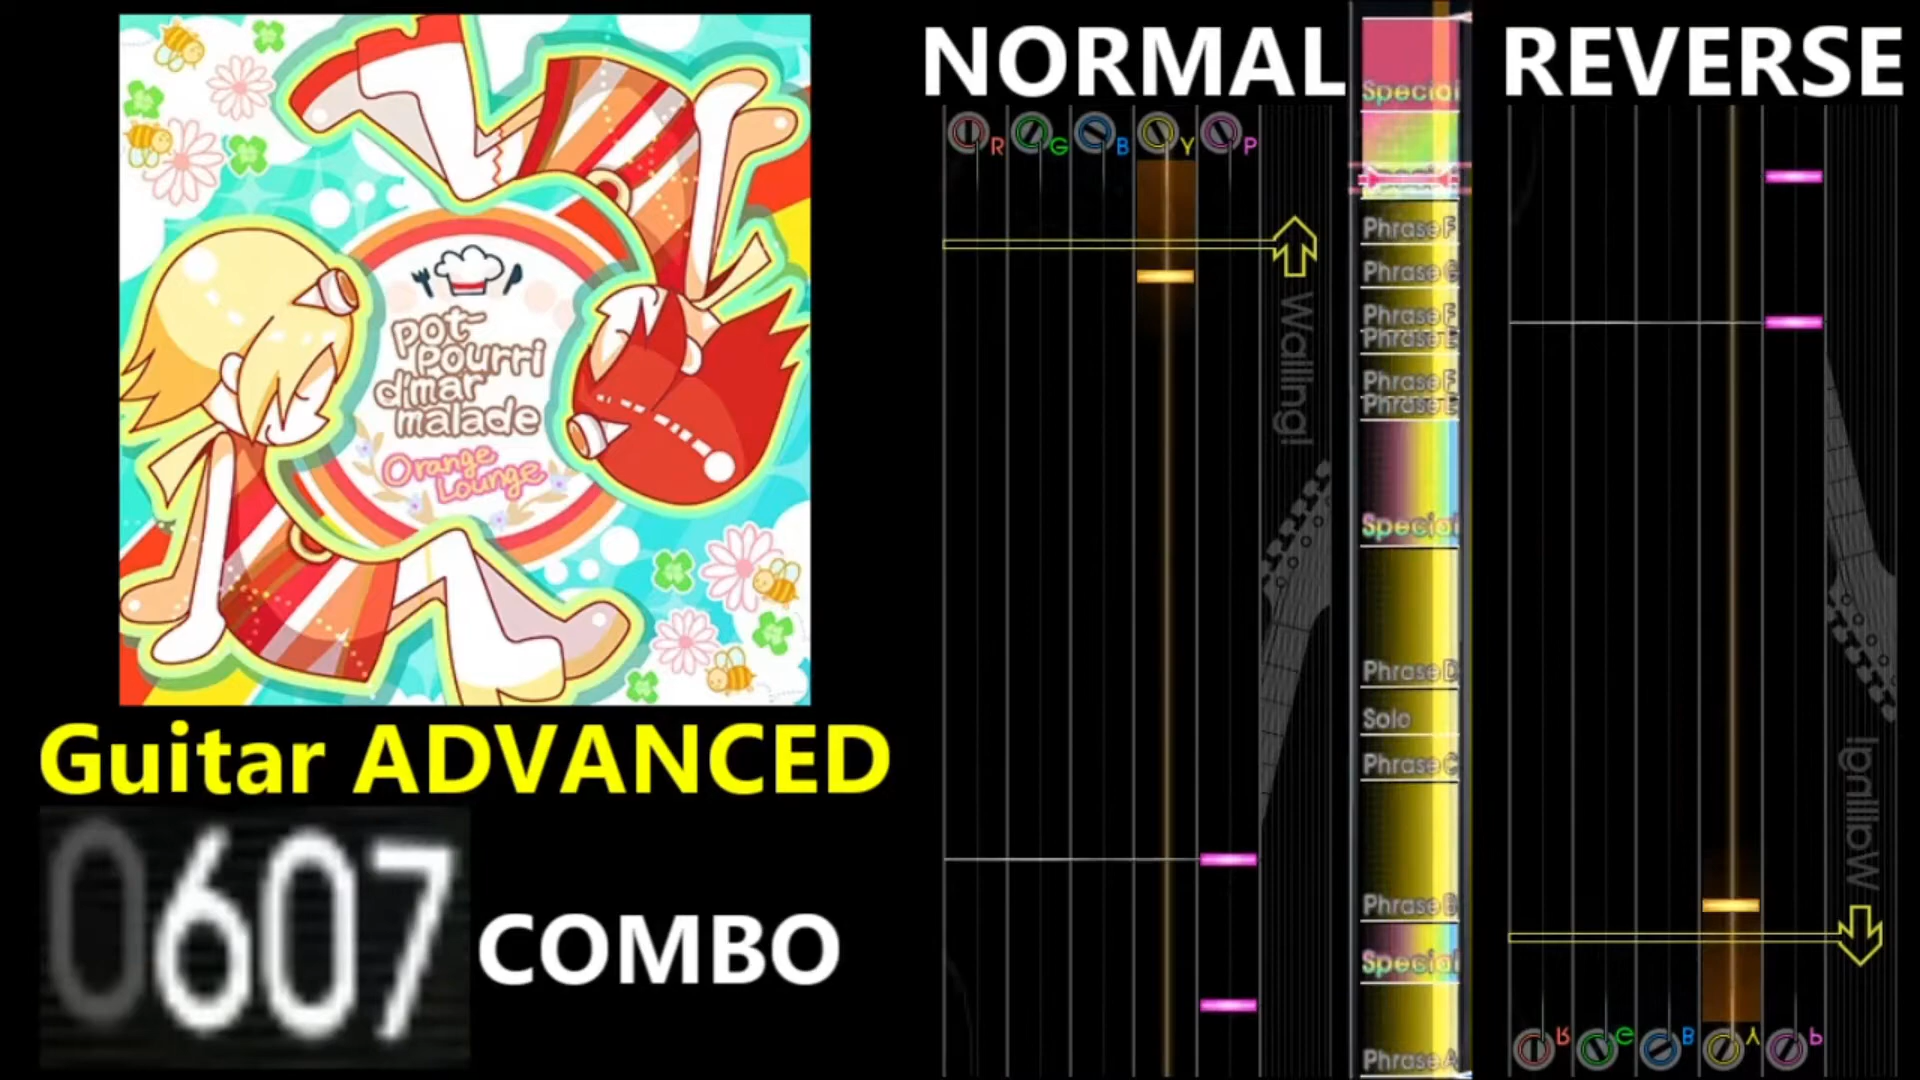 pot-
pourri
d'mar
malade
Orange
Lounge
Guitar ADVANCED
0607 COMBO
NORMAL
R G B Y P
Wailing!
Special
Phrase F
Phrase
Phrase F
Phrase E
Phrase F
Phrase E
Special
Phrase D
Solo
Phrase C
Phrase B
Special
Phrase A
REVERSE
Wailing!
R G B Y P